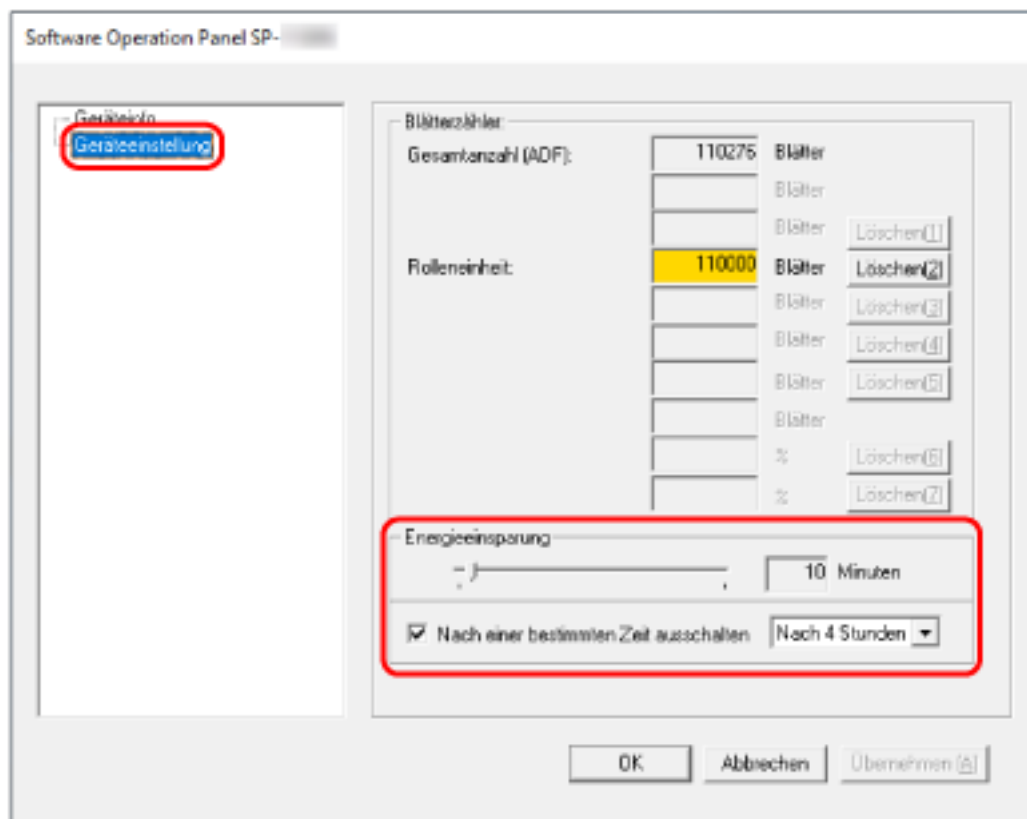 Software Operation Panel SP-
Geräteinfo
Geräteeinstellung
Blätterzähler:
Gesamtanzahl (ADF): 110276 Blätter
Blätter
Blätter Löschen(1)
Rolleneinheit: 110000 Blätter Löschen(2)
Blätter Löschen(3)
Blätter Löschen(4)
Blätter Löschen(5)
Blätter
% Löschen(6)
% Löschen(7)
Energieeinsparung
10 Minuten
Nach einer bestimmten Zeit ausschalten Nach 4 Stunden
OK Abbrechen Übernehmen (A)